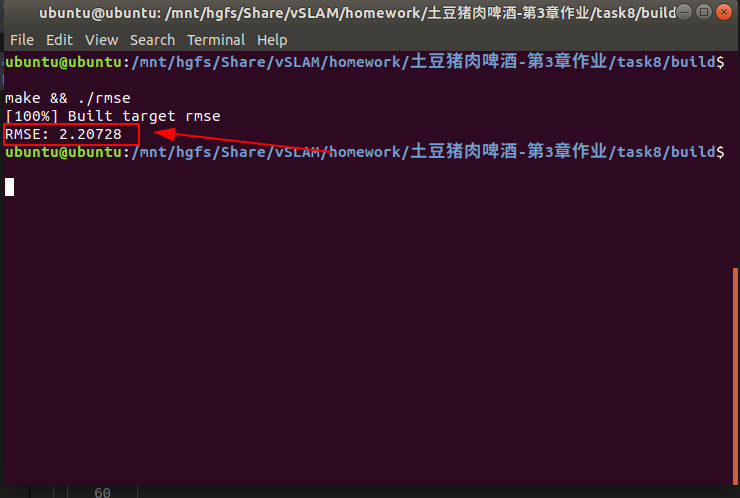 ubuntu@ubuntu: /mnt/hgfs/Share/vSLAM/homework/土豆猪肉啤酒-第3章作业/task8/build
File Edit View Search Terminal Help
ubuntu@ubuntu:/mnt/hgfs/Share/vSLAM/homework/土豆猪肉啤酒-第3章作业/task8/build$
make && ./rmse
[100%] Built target rmse
RMSE: 2.20728
ubuntu@ubuntu:/mnt/hgfs/Share/vSLAM/homework/土豆猪肉啤酒-第3章作业/task8/build$
60